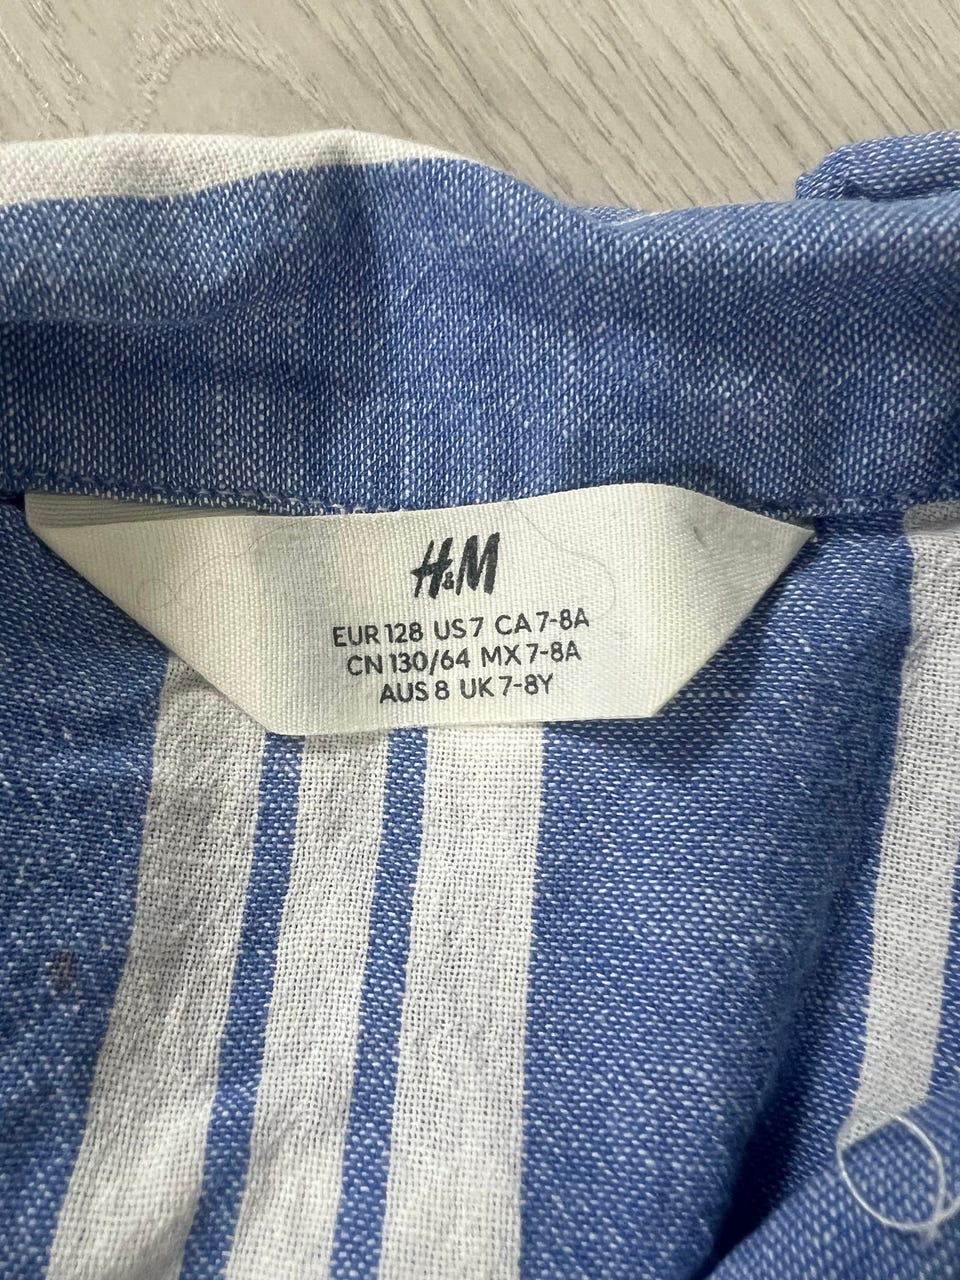 H&M
EUR 128 US 7 CA 7-8A
CN 130/64 MX 7-8A
AUS 8 UK 7-8Y